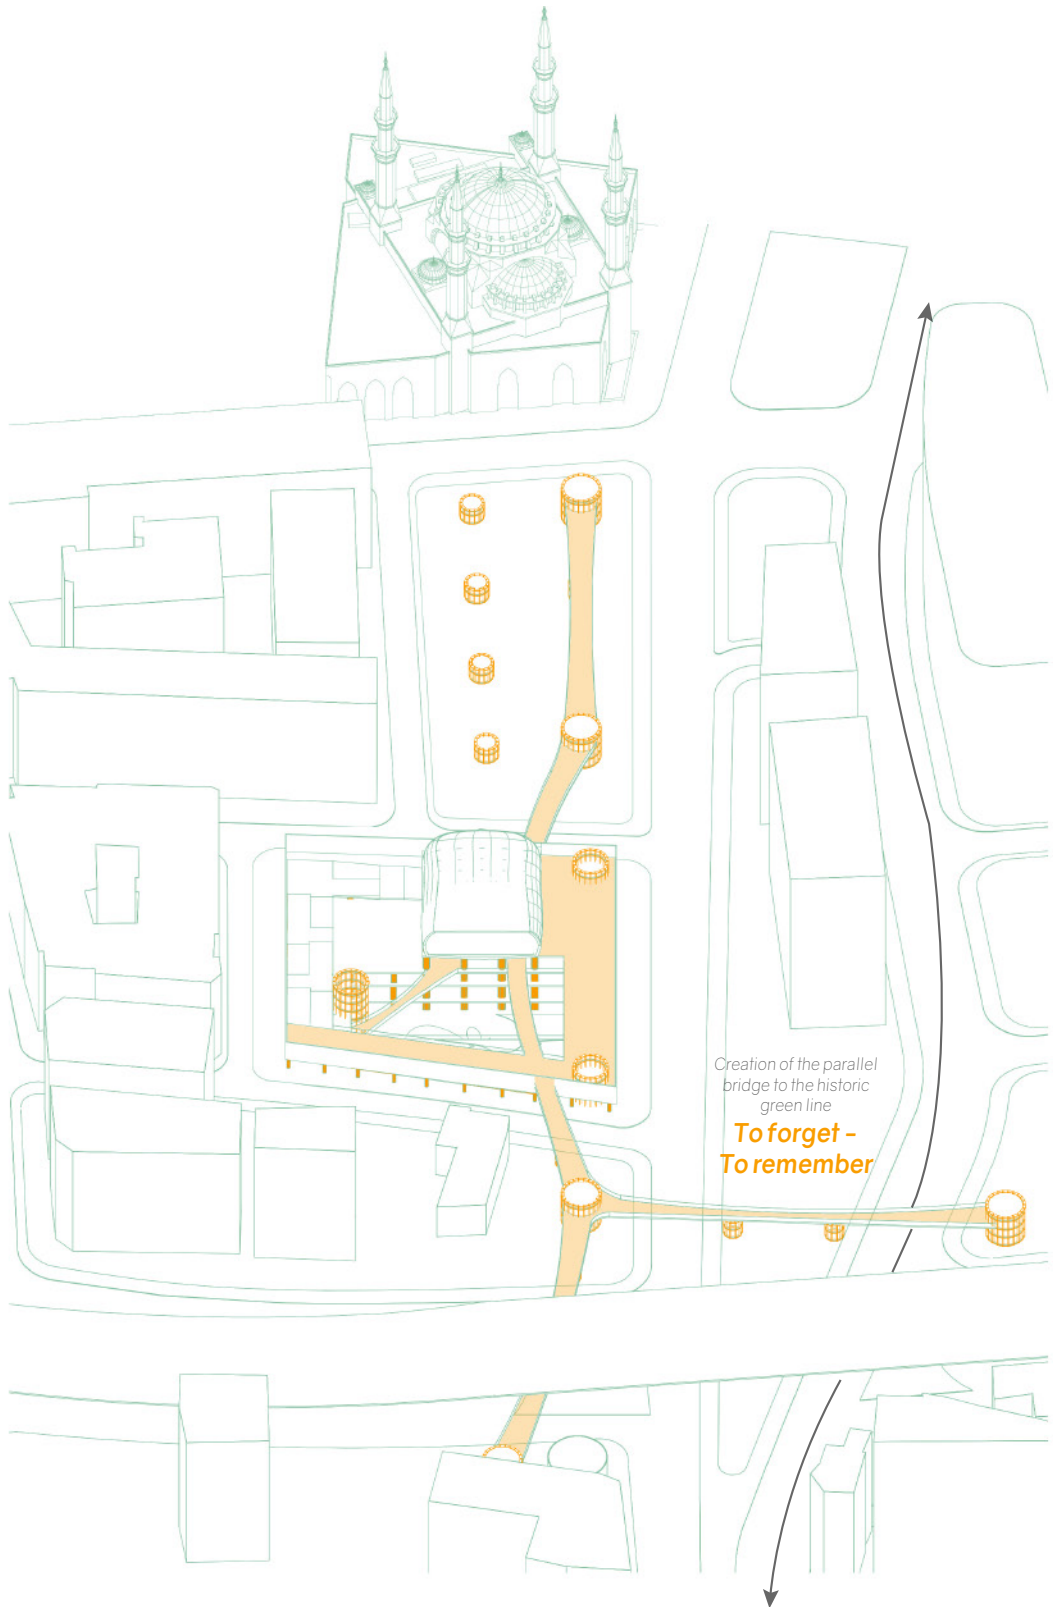 Creation of the parallel
bridge to the historic
green line
To forget -
To remember